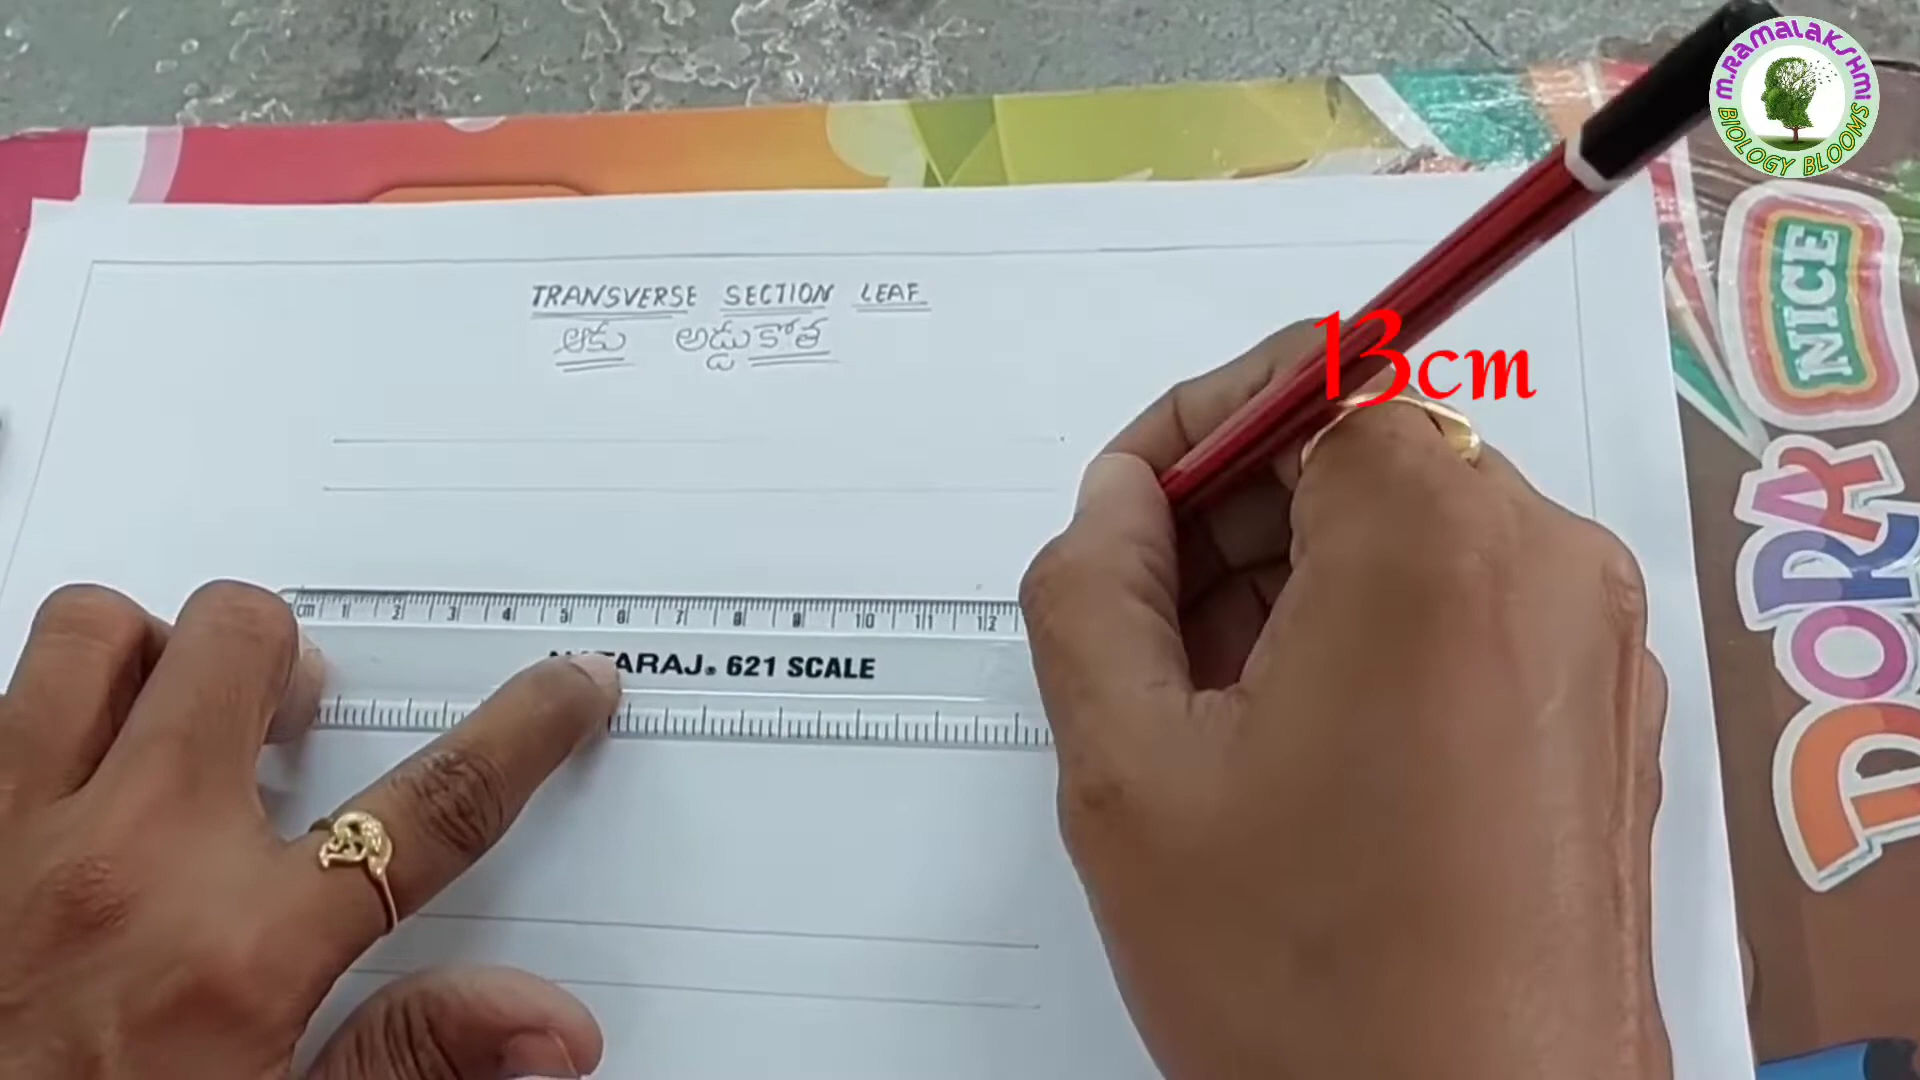 M.RAMALAKSHMI
BIOLOGY BLOOMS
TRANSVERSE SECTION LEAF
ఆకు అడ్డుకోత
13cm
NICE
DORA
cm 1 2 3 4 5 6 7 8 9 10 11 12
621 SCALE